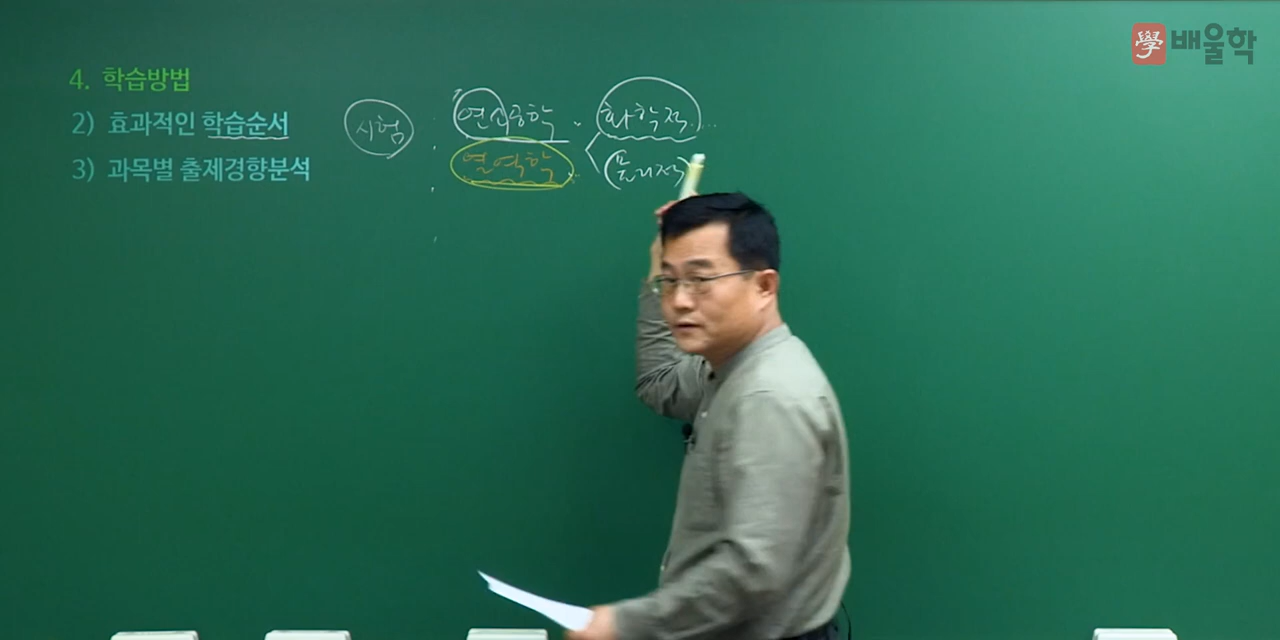 學 배울학
4. 학습방법
2) 효과적인 학습순서
3) 과목별 출제경향분석
시험
연소공학 - 화학적...
열역학 (물리적)